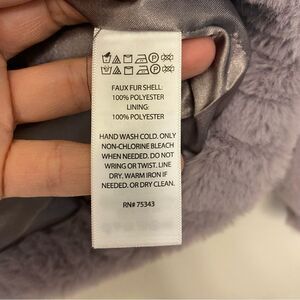 FAUX FUR SHELL:
100% POLYESTER
LINING:
100% POLYESTER
HAND WASH COLD. ONLY
NON-CHLORINE BLEACH
WHEN NEEDED. DO NOT
WRING OR TWIST. LINE
DRY. WARM IRON IF
NEEDED. OR DRY CLEAN.
RN# 75343